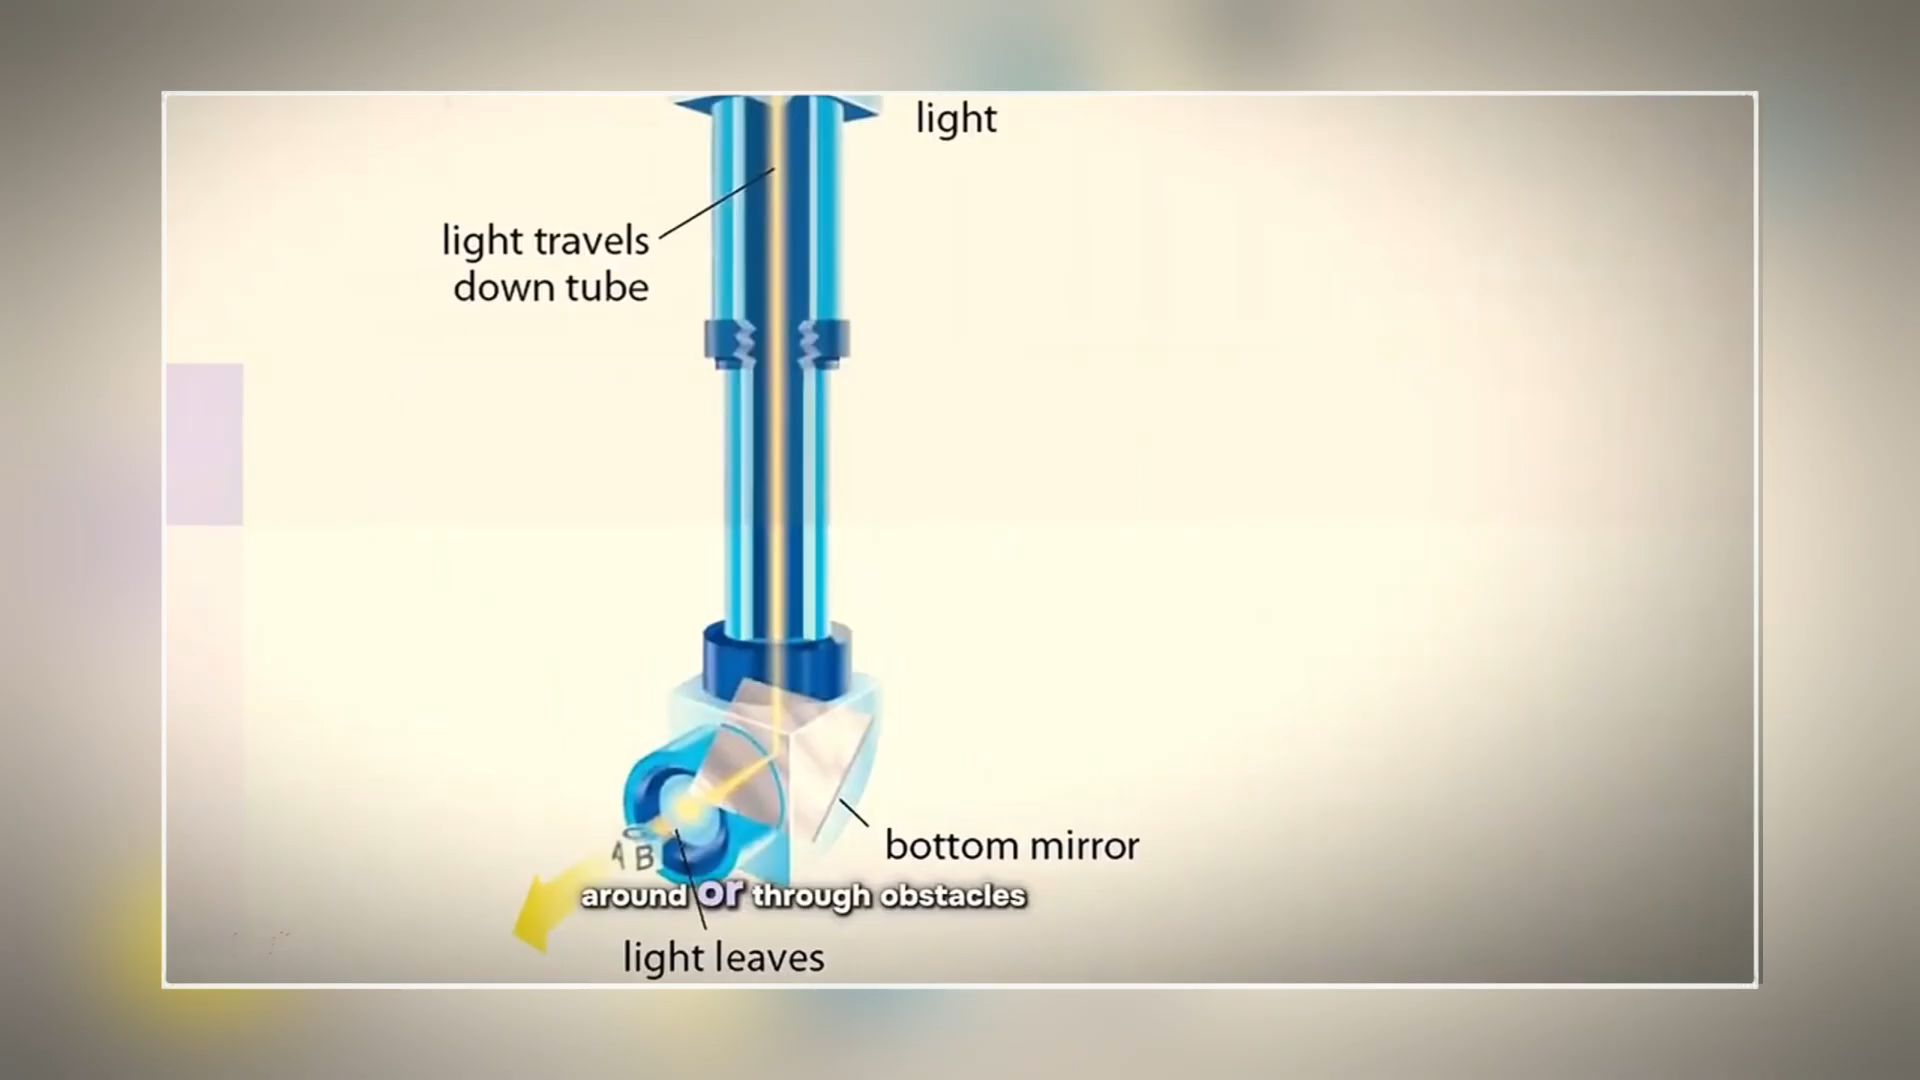 light
light travels
down tube
bottom mirror
A B
around or through obstacles
light leaves